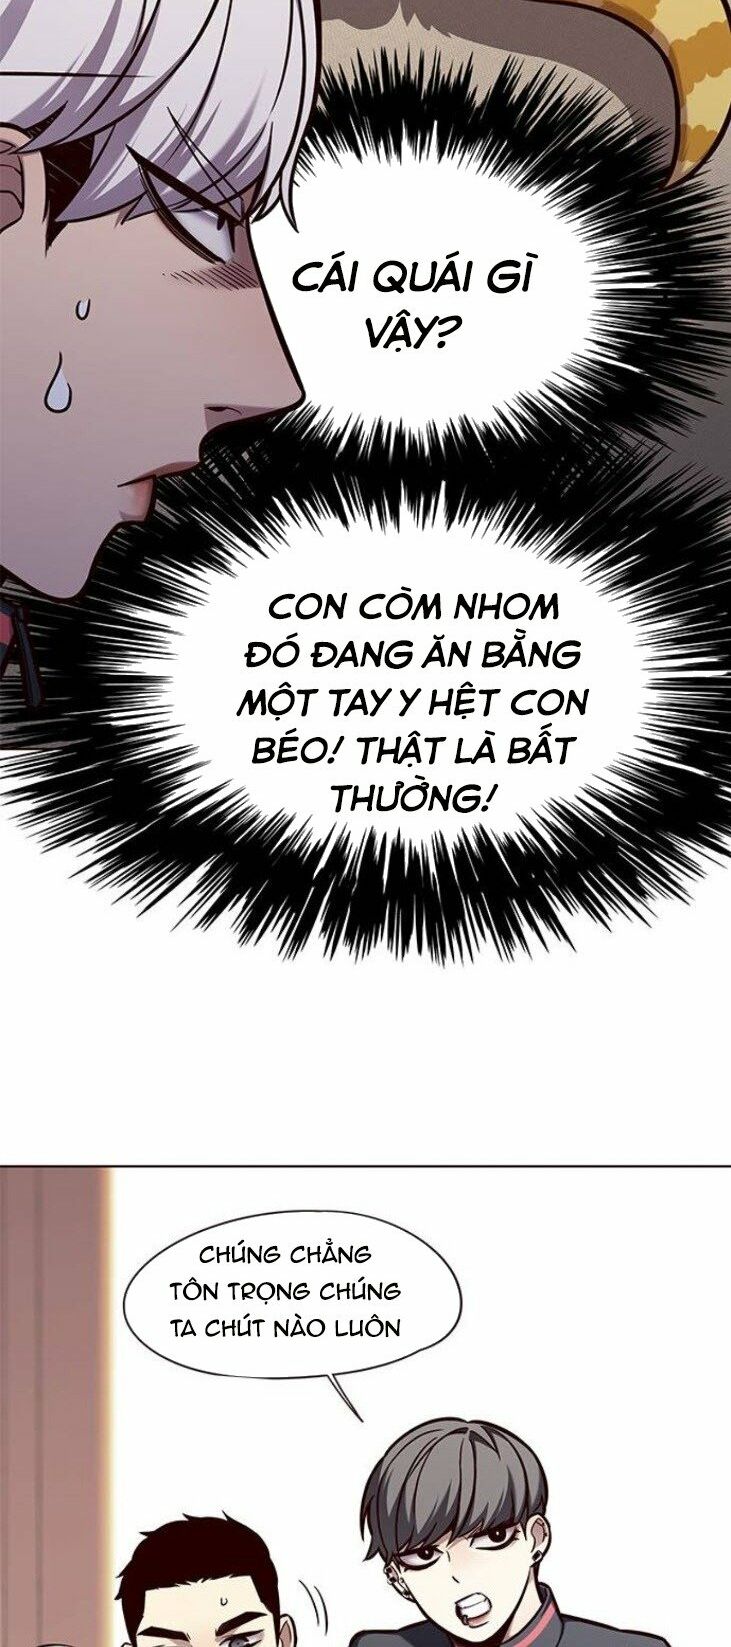 CÁI QUÁI GÌ
VẬY?
CON CÒM NHOM
ĐÓ ĐANG ĂN BẰNG
MỘT TAY Y HỆT CON
BÉO! THẬT LÀ BẤT
THƯỜNG!
CHÚNG CHẲNG
TÔN TRỌNG CHÚNG
TA CHÚT NÀO LUÔN